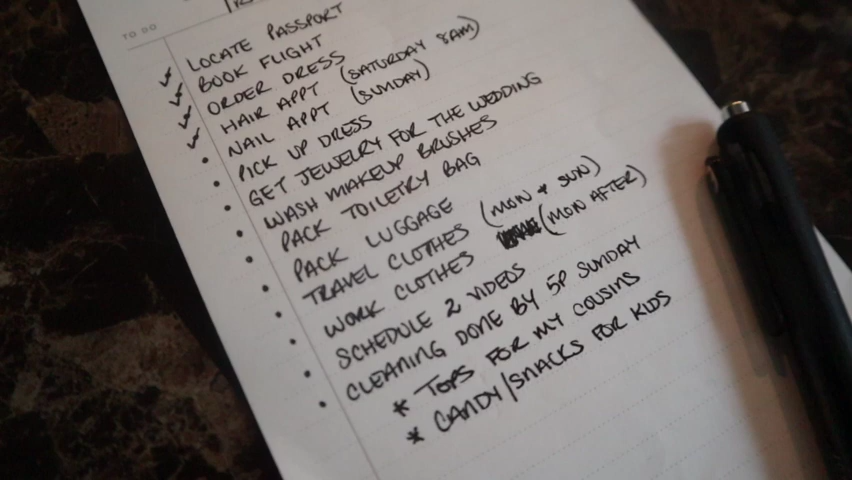 TO DO
✓ LOCATE PASSPORT
✓ BOOK FLIGHT
✓ ORDER DRESS
✓ HAIR APPT (SATURDAY 8AM)
• NAIL APPT (SUNDAY)
• PICK UP DRESS
• GET JEWELRY FOR THE WEDDING
• WASH MAKEUP BRUSHES
• PACK TOILETRY BAG
• PACK LUGGAGE
• TRAVEL CLOTHES (MON + SUN)
• WORK CLOTHES (MON AFTER)
• SCHEDULE 2 VIDEOS
• CLEANING DONE BY 5P SUNDAY
* TOPS FOR MY COUSINS
* CANDY/SNACKS FOR KIDS